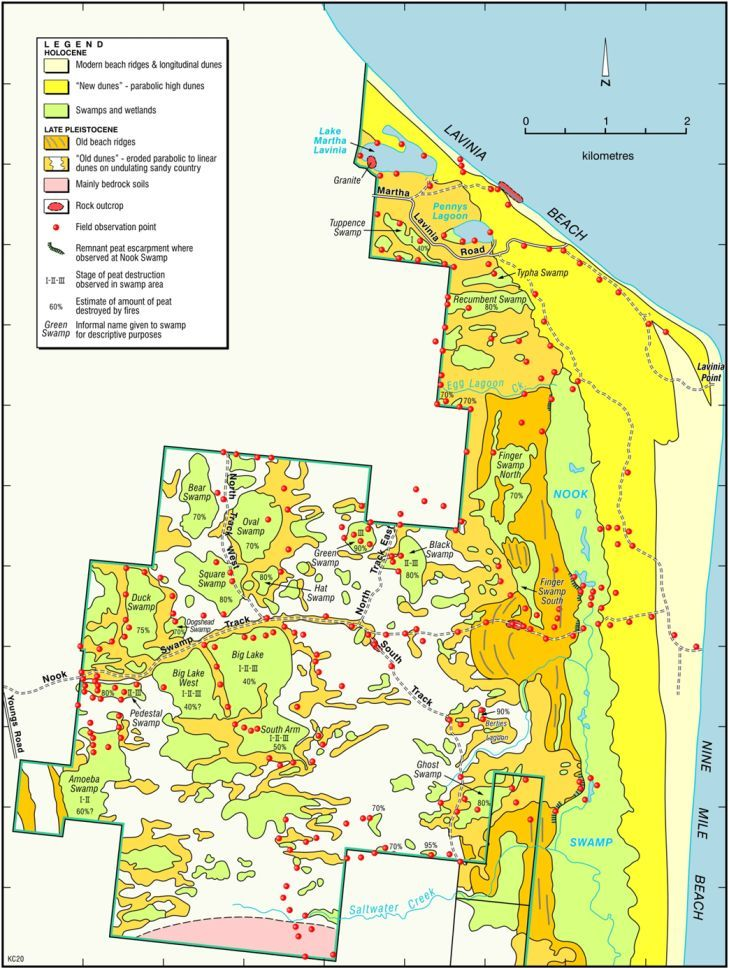 LEGEND
HOLOCENE
Modern beach ridges & longitudinal dunes
"New dunes" - parabolic high dunes
Swamps and wetlands
LATE PLEISTOCENE
Old beach ridges
"Old dunes" - eroded parabolic to linear
dunes on undulating sandy country
Mainly bedrock soils
Rock outcrop
Field observation point
Remnant peat escarpment where
observed at Nook Swamp
I-II-III
Stage of peat destruction
observed in swamp area
60%
Estimate of amount of peat
destroyed by fires
Green
Swamp
Informal name given to swamp
for descriptive purposes
N
0
1
2
kilometres
Lake
Martha
Lavinia
LAVINIA
BEACH
Granite
Martha
Lavinia
Road
Pennys
Lagoon
Tuppence
Swamp
I
40%
Typha Swamp
Recumbent Swamp
80%
Lavinia
Point
Egg Lagoon Ck.
70%
70%
Finger
Swamp
North
70%
NOOK
Bear
Swamp
70%
North
Track
West
Oval
Swamp
70%
Green
Swamp
III
90%
North
Track East
Black
Swamp
II-III
80%
Square
Swamp
80%
80%
Hat
Swamp
Finger
Swamp
South
Duck
Swamp
75%
Dogshead
Swamp
70%
Nook
Swamp
Track
South
Track
Big Lake
I-II-III
40%
Big Lake
West
I-II-III
40%?
80%
II-III
Pedestal
Swamp
Youngs Road
90%
Berties
Lagoon
South Arm
I-II-III
50%
Ghost
Swamp
80%
Amoeba
Swamp
I-II
60%?
70%
70%
95%
SWAMP
NINE
MILE
BEACH
Saltwater Creek
KC20